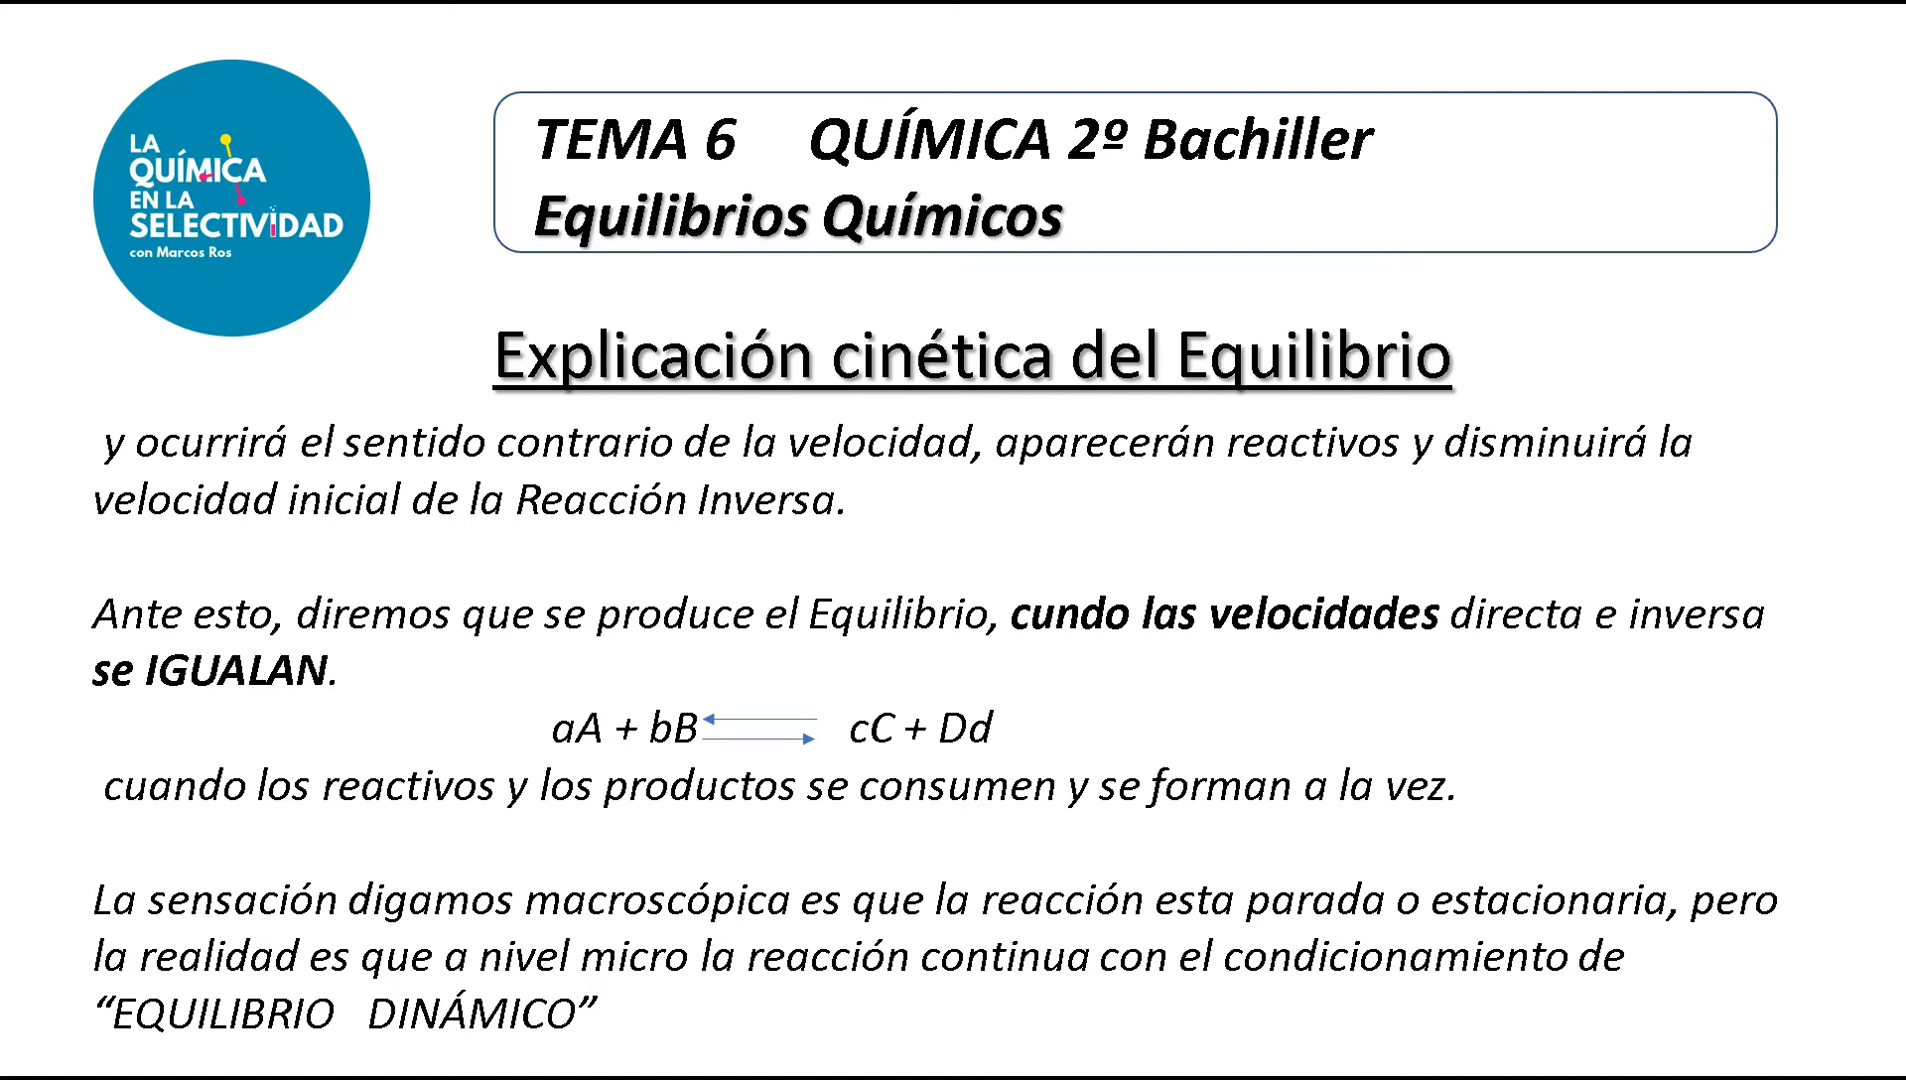 LA
QUÍMICA
EN LA
SELECTIVIDAD
con Marcos Ros
TEMA 6 QUÍMICA 2º Bachiller
Equilibrios Químicos
Explicación cinética del Equilibrio
y ocurrirá el sentido contrario de la velocidad, aparecerán reactivos y disminuirá la
velocidad inicial de la Reacción Inversa.
Ante esto, diremos que se produce el Equilibrio, cundo las velocidades directa e inversa
se IGUALAN.
aA + bB cC + Dd
cuando los reactivos y los productos se consumen y se forman a la vez.
La sensación digamos macroscópica es que la reacción esta parada o estacionaria, pero
la realidad es que a nivel micro la reacción continua con el condicionamiento de
“EQUILIBRIO DINÁMICO”